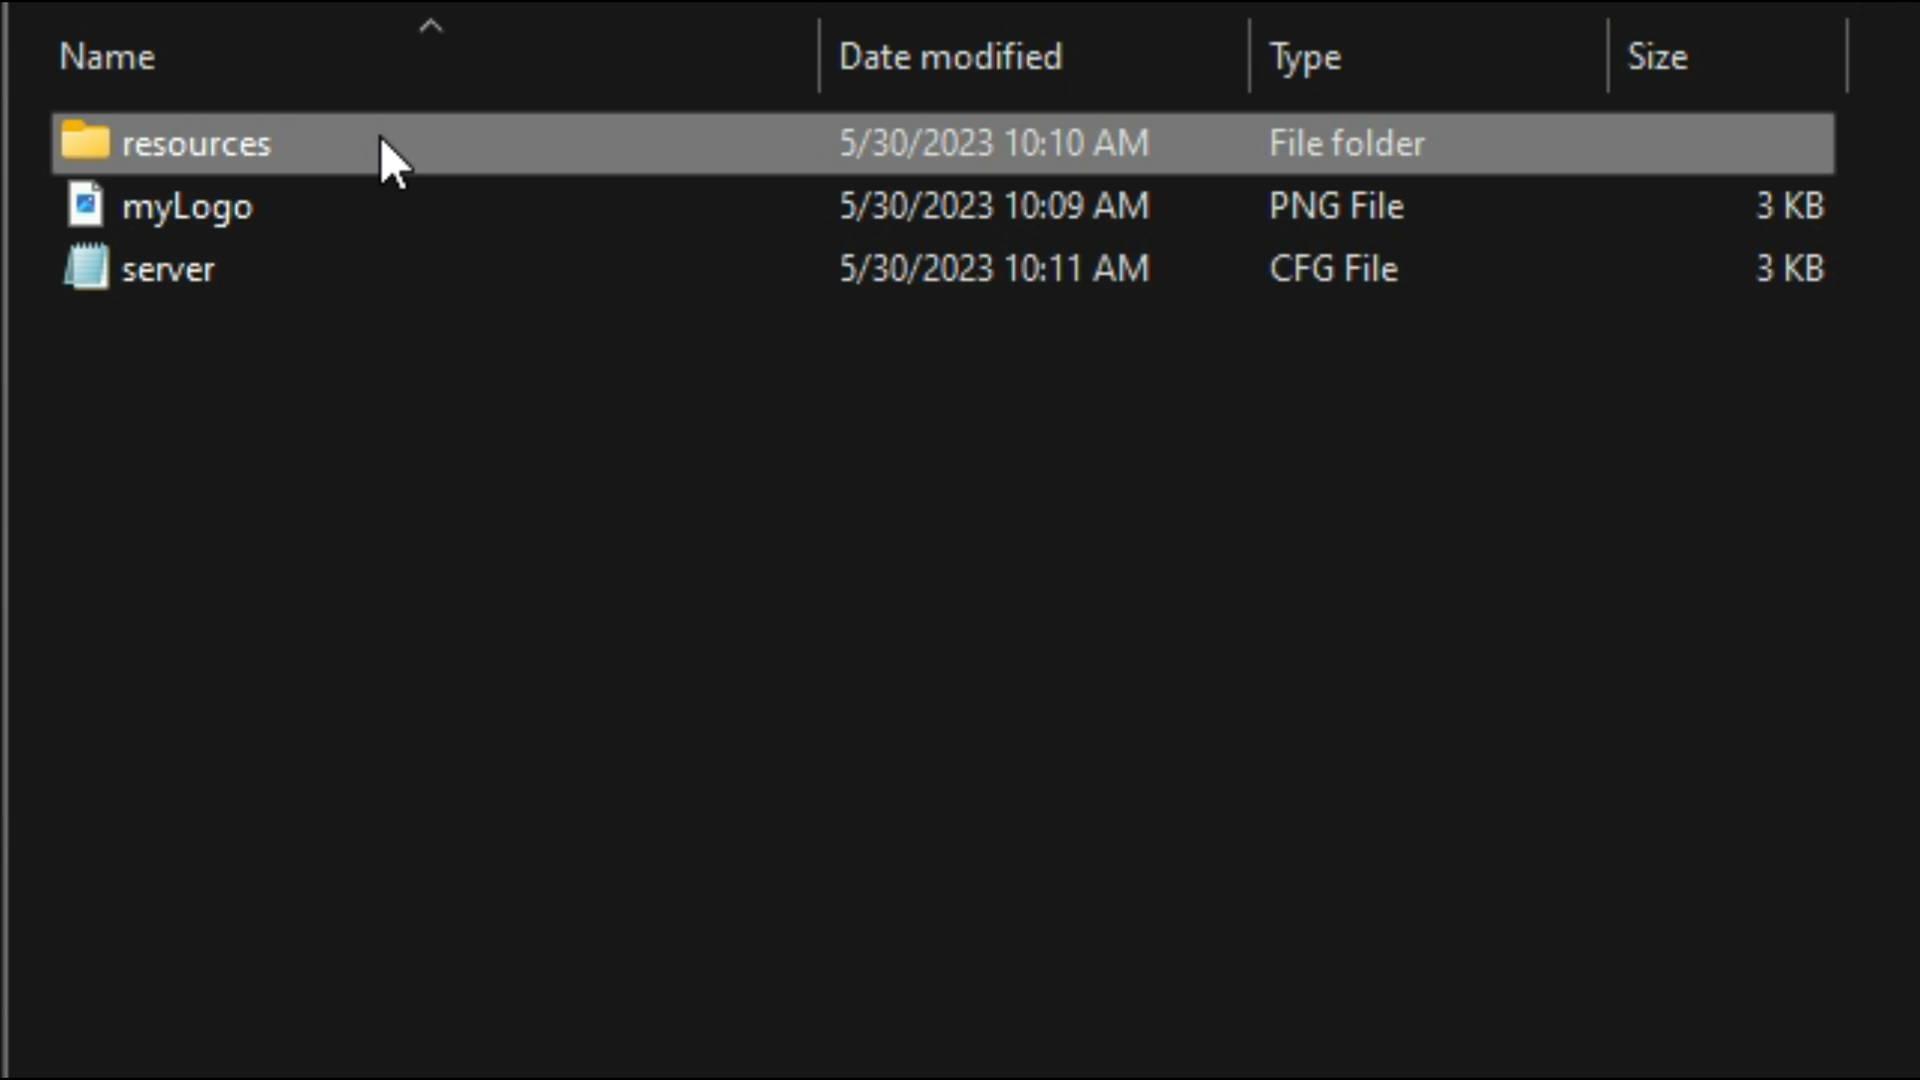 Name Date modified Type Size
resources 5/30/2023 10:10 AM File folder
myLogo 5/30/2023 10:09 AM PNG File 3 KB
server 5/30/2023 10:11 AM CFG File 3 KB